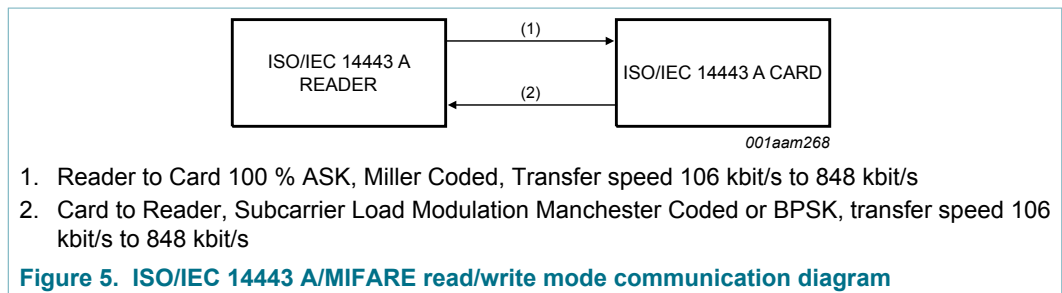 (1)
ISO/IEC 14443 A
READER
ISO/IEC 14443 A CARD
(2)
001aam268
1. Reader to Card 100 % ASK, Miller Coded, Transfer speed 106 kbit/s to 848 kbit/s
2. Card to Reader, Subcarrier Load Modulation Manchester Coded or BPSK, transfer speed 106
kbit/s to 848 kbit/s
Figure 5. ISO/IEC 14443 A/MIFARE read/write mode communication diagram